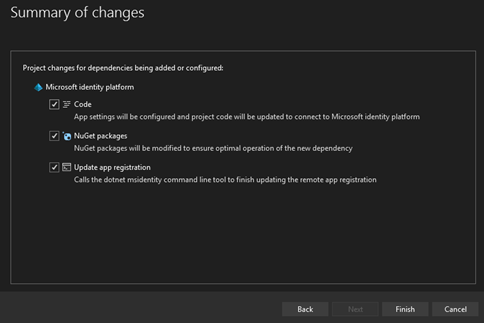 Summary of changes
Project changes for dependencies being added or configured:
Microsoft identity platform
Code
App settings will be configured and project code will be updated to connect to Microsoft identity platform
NuGet packages
NuGet packages will be modified to ensure optimal operation of the new dependency
Update app registration
Calls the dotnet msidentity command line tool to finish updating the remote app registration
Back Next Finish Cancel